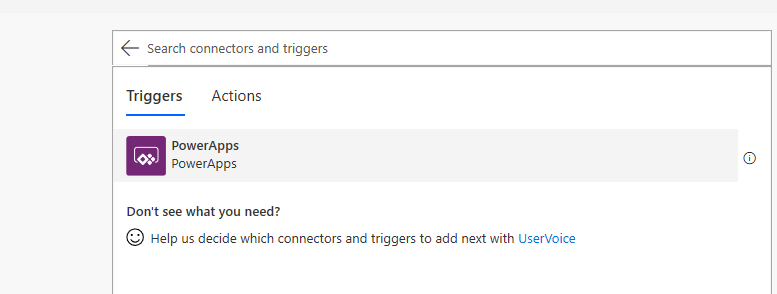 Search connectors and triggers
Triggers Actions
PowerApps
PowerApps
Don't see what you need?
Help us decide which connectors and triggers to add next with UserVoice